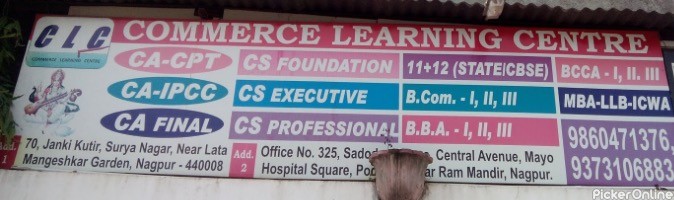 CLC
COMMERCE LEARNING CENTRE
COMMERCE LEARNING CENTRE
CA-CPT
CS FOUNDATION
11+12 (STATE/CBSE)
BCCA - I, II. III
CA-IPCC
CS EXECUTIVE
B.Com. - I, II, III
MBA-LLB-ICWA
CA FINAL
CS PROFESSIONAL
B.B.A. - I, II, III
9860471376,
9373106883
Add. 1
70, Janki Kutir, Surya Nagar, Near Lata
Mangeshkar Garden, Nagpur - 440008
Add. 2
Office No. 325, Central Avenue, Mayo
Hospital Square, Ram Mandir, Nagpur.
PickerOnline